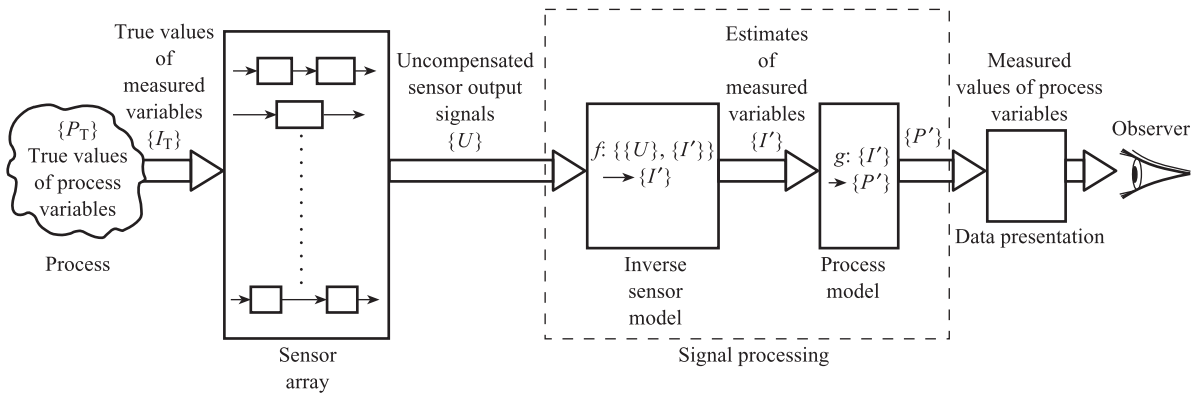 {P_T}
True values
of process
variables
Process
True values
of
measured
variables
{I_T}
Sensor
array
Uncompensated
sensor output
signals
{U}
f: {{U}, {I′}}
→ {I′}
Inverse
sensor
model
Estimates
of
measured
variables
{I′}
g: {I′}
→ {P′}
Process
model
Signal processing
{P′}
Measured
values of process
variables
Data presentation
Observer